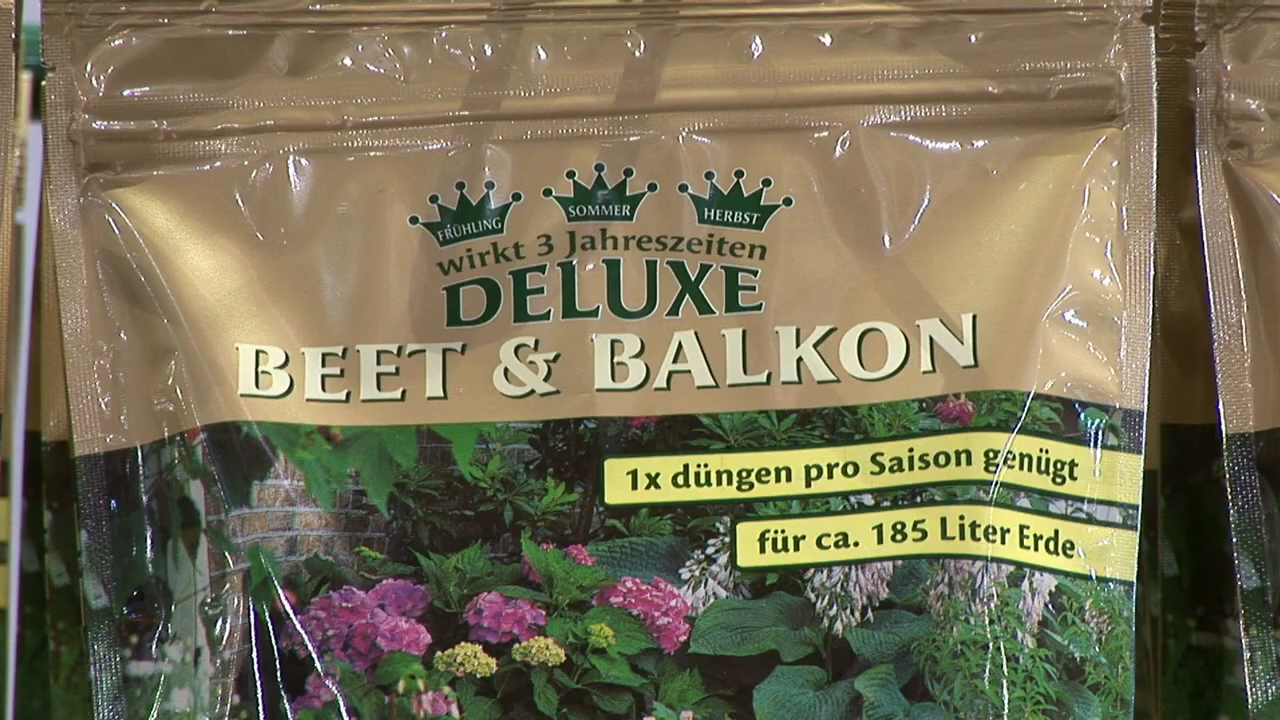 FRÜHLING SOMMER HERBST
wirkt 3 Jahreszeiten
DELUXE
BEET & BALKON
1x düngen pro Saison genügt
für ca. 185 Liter Erde